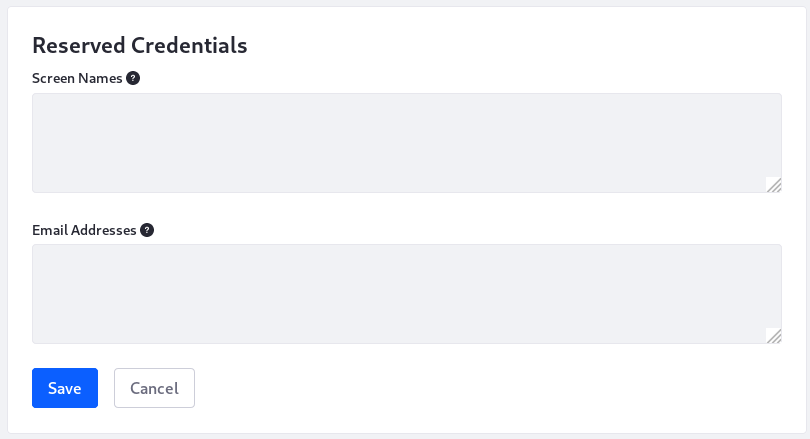 Reserved Credentials
Screen Names ?
Email Addresses ?
Save Cancel